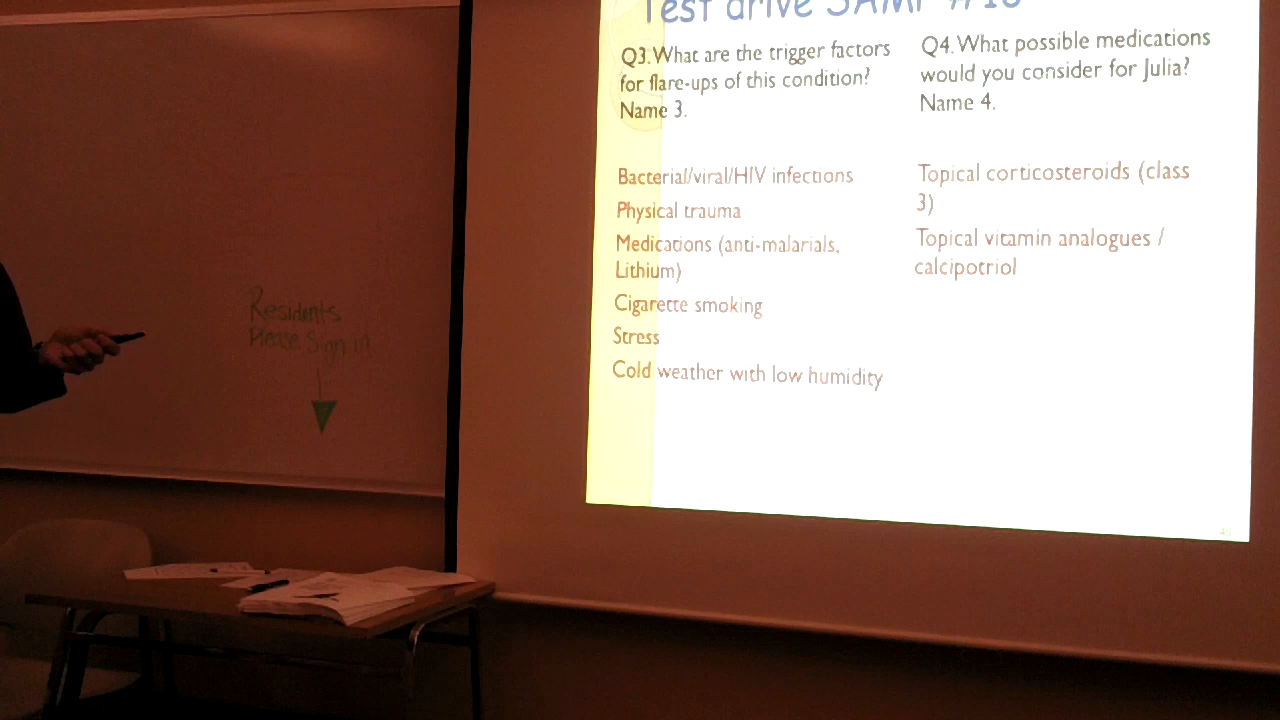 Test drive SAMP #18
Q3. What are the trigger factors
for flare-ups of this condition?
Name 3.
Bacterial/viral/HIV infections
Physical trauma
Medications (anti-malarials,
Lithium)
Cigarette smoking
Stress
Cold weather with low humidity
Q4. What possible medications
would you consider for Julia?
Name 4.
Topical corticosteroids (class
3)
Topical vitamin analogues /
calcipotriol
Residents
Please Sign in